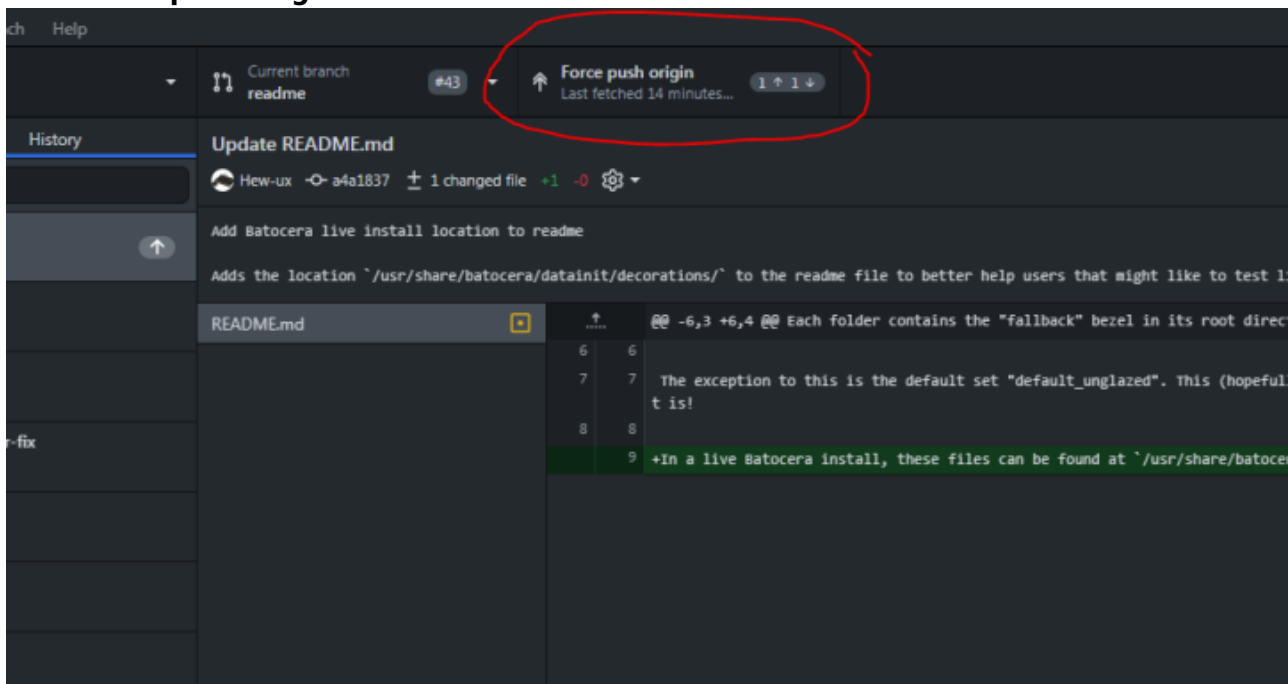 ch Help
Current branch
readme
#43
Force push origin
Last fetched 14 minutes...
1 ↑ 1 ↓
History
Update README.md
Hew-ux a4a1837 1 changed file +1 -0
Add Batocera live install location to readme
Adds the location `/usr/share/batocera/datainit/decorations/` to the readme file to better help users that might like to test li
README.md
@@ -6,3 +6,4 @@ Each folder contains the "fallback" bezel in its root direc
6 6
7 7 The exception to this is the default set "default_unglazed". This (hopeful
t is!
8 8
9 +In a live Batocera install, these files can be found at `/usr/share/batoce
r-fix